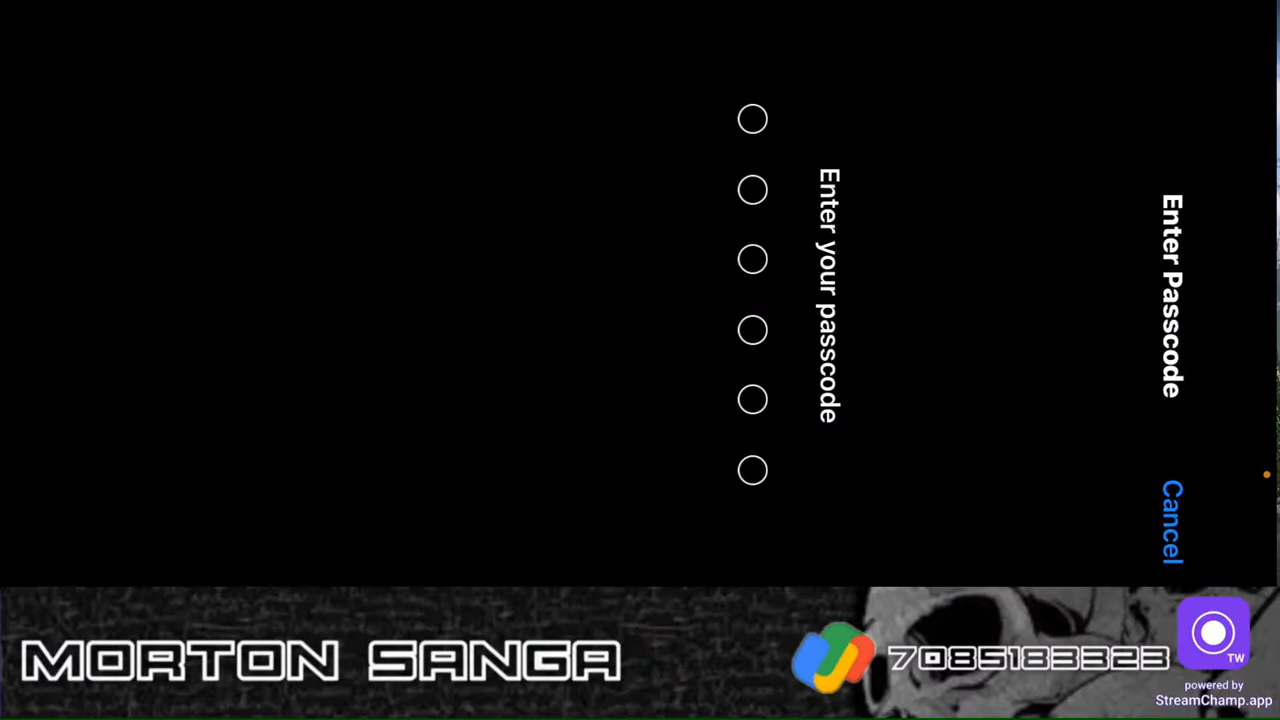 Enter Passcode
Cancel
Enter your passcode
MORTON SANGA
7085183323
TW
powered by
StreamChamp.app